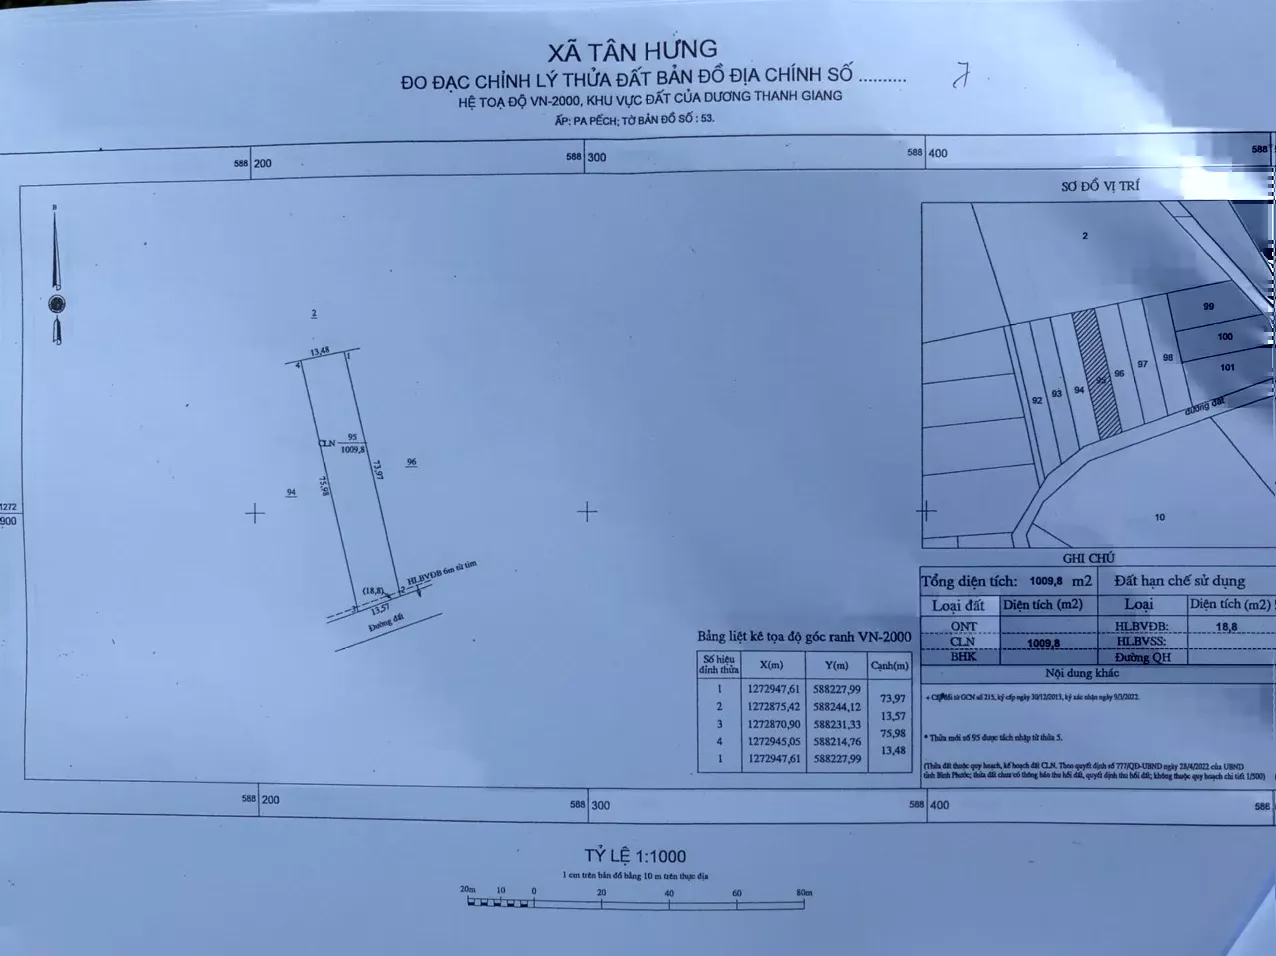 XÃ TÂN HƯNG
ĐO ĐẠC CHỈNH LÝ THỬA ĐẤT BẢN ĐỒ ĐỊA CHÍNH SỐ ..........
HỆ TOẠ ĐỘ VN-2000, KHU VỰC ĐẤT CỦA DƯƠNG THANH GIANG
ẤP: PA PẾCH; TỜ BẢN ĐỒ SỐ : 53.
588 200
588 300
588 400
588
SƠ ĐỒ VỊ TRÍ
B
2
99
100
101
98
97
96
95
94
93
92
đường đất
10
2
13,48
4
1
95
CLN
1009,8
73,97
75,98
96
94
1272
900
HLBVĐB 6m từ tim
(18,8)
2
3
13,57
Đường đất
GHI CHÚ
Tổng diện tích: 1009,8 m2 Đất hạn chế sử dụng
Loại đất Diện tích (m2) Loại Diện tích (m2)
ONT HLBVĐB: 18,8
CLN 1009,8 HLBVSS:
BHK Đường QH
Nội dung khác
từ GCN số 215, ký cấp ngày 30/12/2013, ký xác nhận ngày 9/3/2022.
* Thửa mới số 95 được tách nhập từ thửa 5.
(Thửa đất thuộc quy hoạch, kế hoạch đất CLN. Theo quyết định số 777/QĐ-UBND ngày 28/4/2022 của UBND
tỉnh Bình Phước; thửa đất chưa có thông báo thu hồi đất, quyết định thu hồi đất; không thuộc quy hoạch chi tiết 1/500)
Bảng liệt kê tọa độ góc ranh VN-2000
Số hiệu đỉnh thửa X(m) Y(m) Cạnh(m)
1 1272947,61 588227,99
73,97
2 1272875,42 588244,12
13,57
3 1272870,90 588231,33
75,98
4 1272945,05 588214,76
13,48
1 1272947,61 588227,99
588 200
588 300
588 400
588
TỶ LỆ 1:1000
1 cm trên bản đồ bằng 10 m trên thực địa
20m 10 0 20 40 60 80m